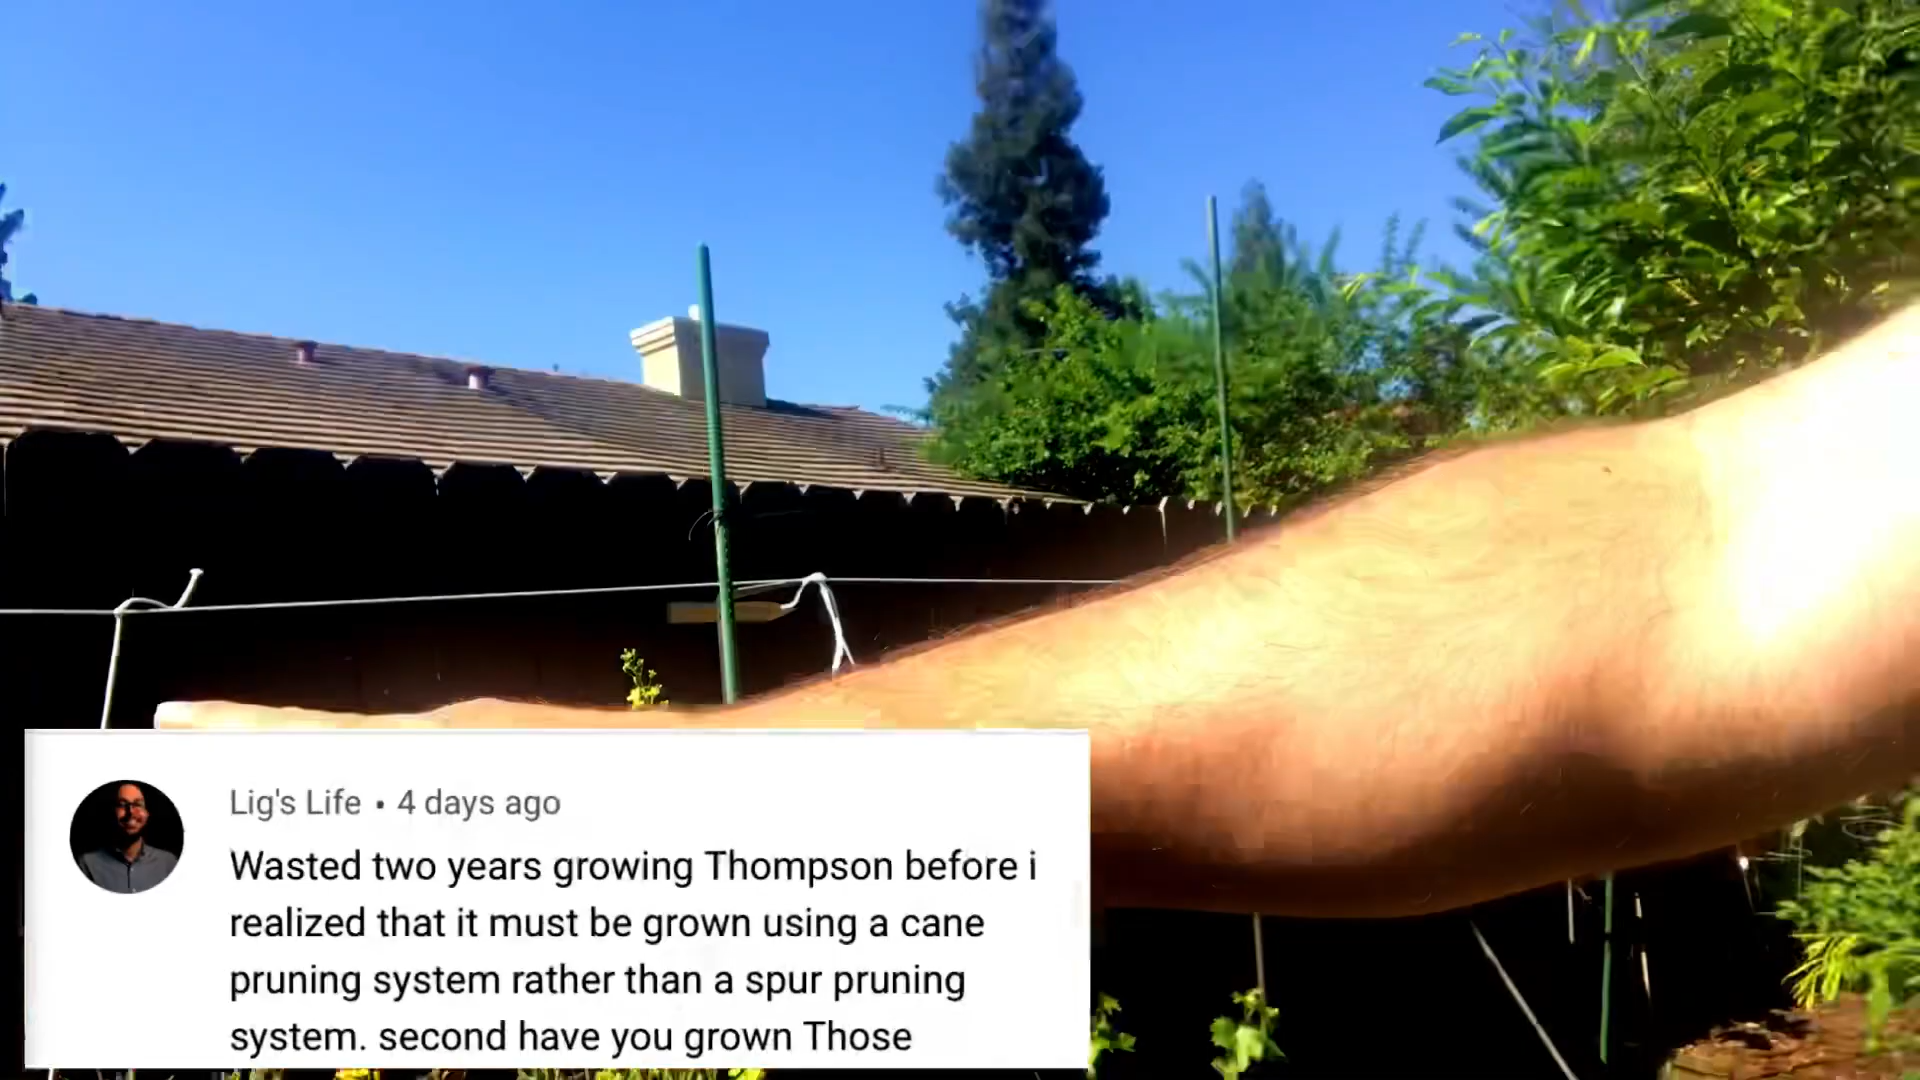 Lig's Life • 4 days ago
Wasted two years growing Thompson before i
realized that it must be grown using a cane
pruning system rather than a spur pruning
system. second have you grown Those